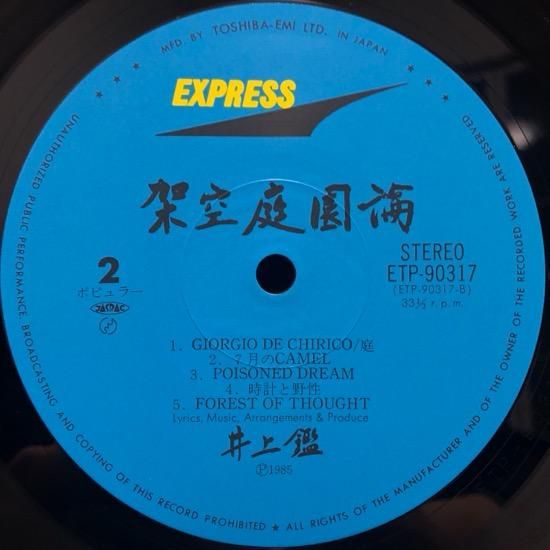 MFD. BY TOSHIBA-EMI LTD. IN JAPAN
EXPRESS
架空庭園論
STEREO
ETP-90317
(ETP-90317-B)
33⅓ r.p.m.
2
ポピュラー
JASRAC
1. GIORGIO DE CHIRICO/庭
2. 7月のCAMEL
3. POISONED DREAM
4. 時計と野性
5. FOREST OF THOUGHT
Lyrics, Music, Arrangements & Produce
井上鑑
Ⓟ1985
UNAUTHORIZED PUBLIC PERFORMANCE, BROADCASTING AND COPYING OF THIS RECORD PROHIBITED ★ ALL RIGHTS OF THE MANUFACTURER AND OF THE OWNER OF THE RECORDED WORK ARE RESERVED